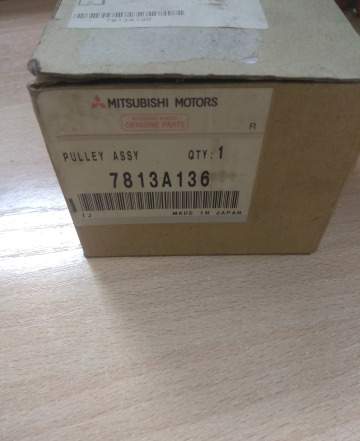 MITSUBISHI MOTORS
GENUINE PARTS
R
PULLEY ASSY QTY: 1
7813A136
MADE IN JAPAN